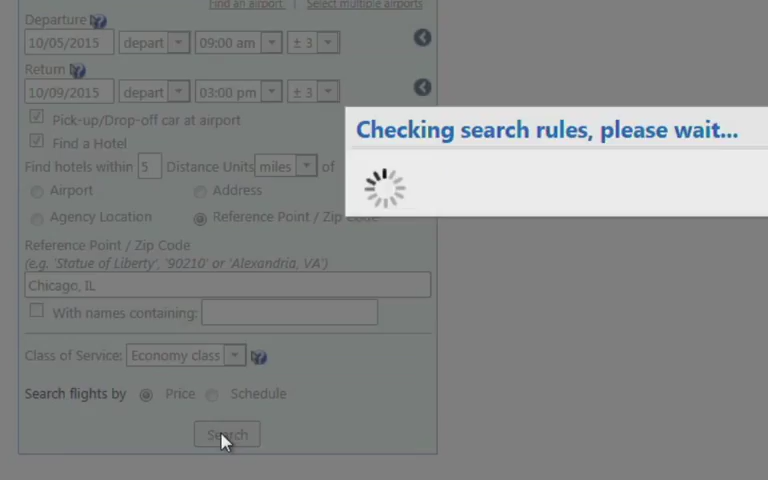 Find an airport | Select multiple airports
Departure
10/05/2015 depart 09:00 am ± 3
Return
10/09/2015 depart 03:00 pm ± 3
Pick-up/Drop-off car at airport
Checking search rules, please wait...
Find a Hotel
Find hotels within 5 Distance Units miles of
Airport Address
Agency Location Reference Point / Zip Code
Reference Point / Zip Code
(e.g. 'Statue of Liberty', '90210' or 'Alexandria, VA')
Chicago, IL
With names containing:
Class of Service: Economy class
Search flights by Price Schedule
Search